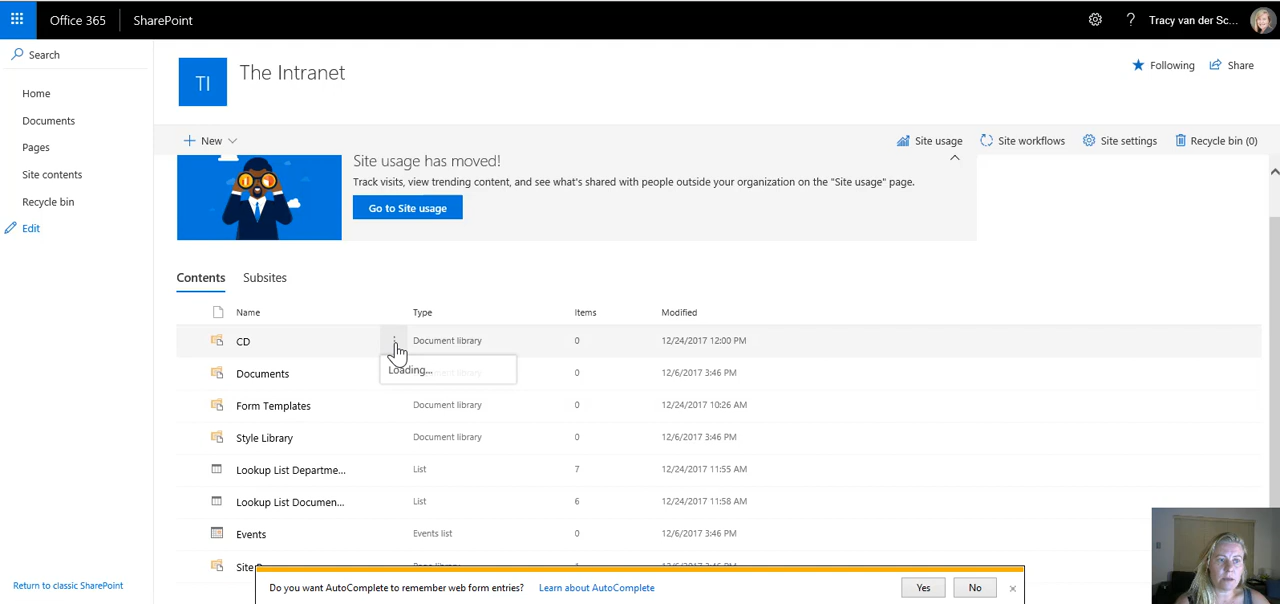 Office 365 SharePoint ? Tracy van der Sc...
Search
TI The Intranet
Following Share
Home
Documents
Pages
Site contents
Recycle bin
Edit
New
Site usage Site workflows Site settings Recycle bin (0)
Site usage has moved!
Track visits, view trending content, and see what's shared with people outside your organization on the "Site usage" page.
Go to Site usage
Contents Subsites
Name Type Items Modified
CD Document library 0 12/24/2017 12:00 PM
Loading...
Documents library 0 12/6/2017 3:46 PM
Form Templates Document library 0 12/24/2017 10:26 AM
Style Library Document library 0 12/6/2017 3:46 PM
Lookup List Departme... List 7 12/24/2017 11:55 AM
Lookup List Documen... List 6 12/24/2017 11:58 AM
Events Events list 0 12/6/2017 3:46 PM
Site
Return to classic SharePoint
Do you want AutoComplete to remember web form entries? Learn about AutoComplete Yes No